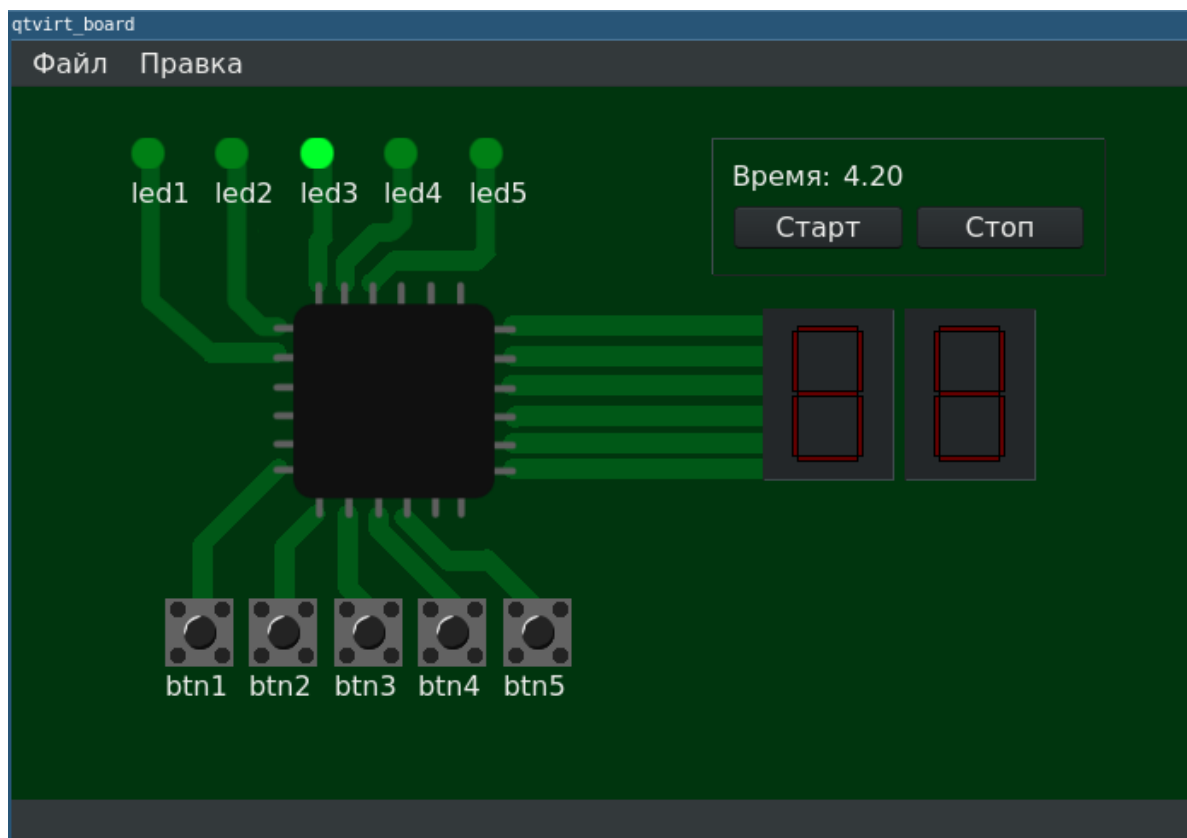 qtvirt_board
Файл Правка
led1 led2 led3 led4 led5
Время: 4.20
Старт Стоп
btn1 btn2 btn3 btn4 btn5